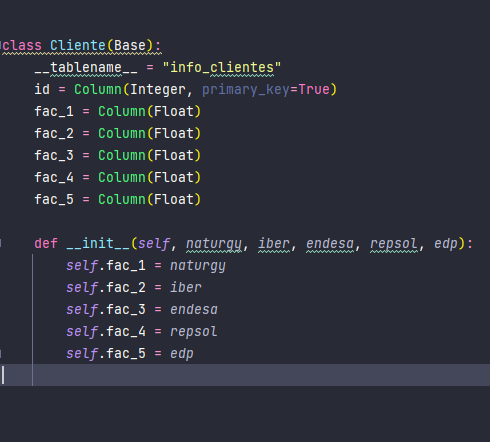 class Cliente(Base):
    __tablename__ = "info_clientes"
    id = Column(Integer, primary_key=True)
    fac_1 = Column(Float)
    fac_2 = Column(Float)
    fac_3 = Column(Float)
    fac_4 = Column(Float)
    fac_5 = Column(Float)
    def __init__(self, naturgy, iber, endesa, repsol, edp):
        self.fac_1 = naturgy
        self.fac_2 = iber
        self.fac_3 = endesa
        self.fac_4 = repsol
        self.fac_5 = edp